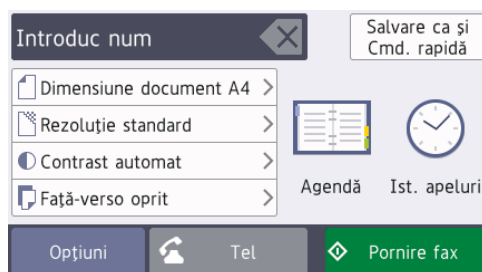 Introduc num
Salvare ca și
Cmd. rapidă
Dimensiune document A4
Rezoluție standard
Contrast automat
Față-verso oprit
Agendă
Ist. apeluri
Opțiuni
Tel
Pornire fax